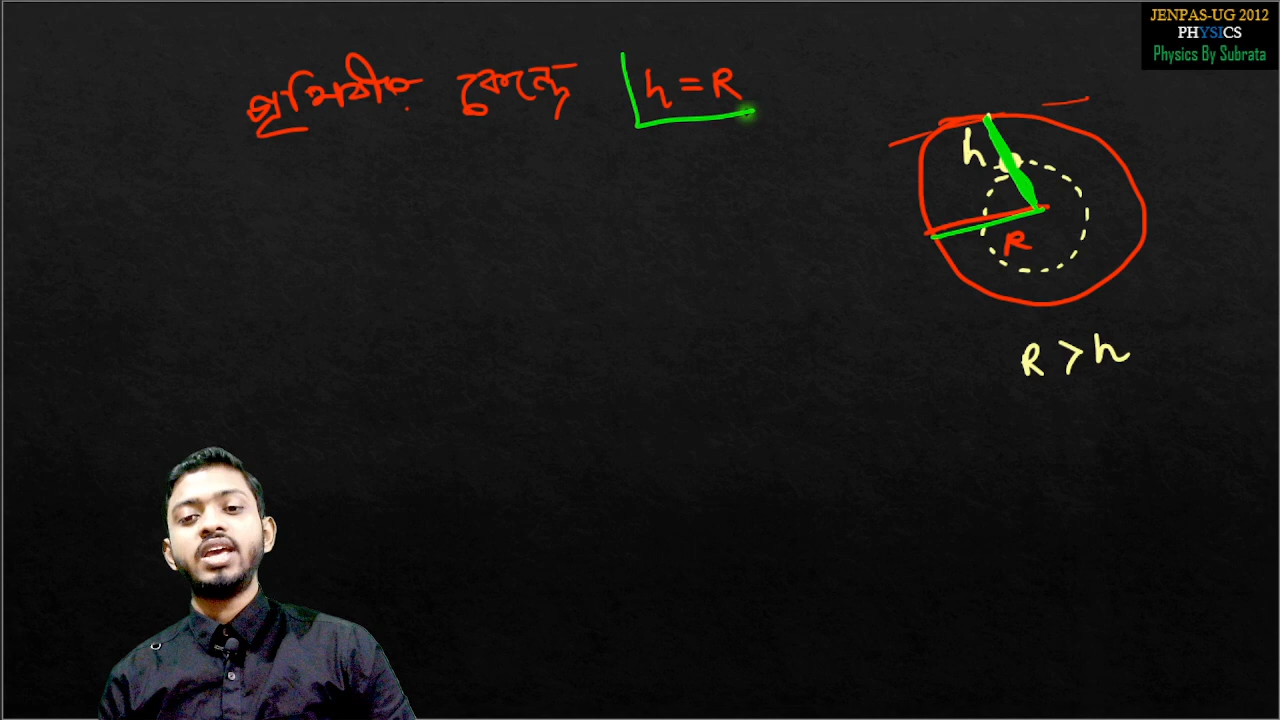 JENPAS-UG 2012
PHYSICS
Physics By Subrata
পৃথিবীর কেন্দ্রে h = R
h
R
R > h